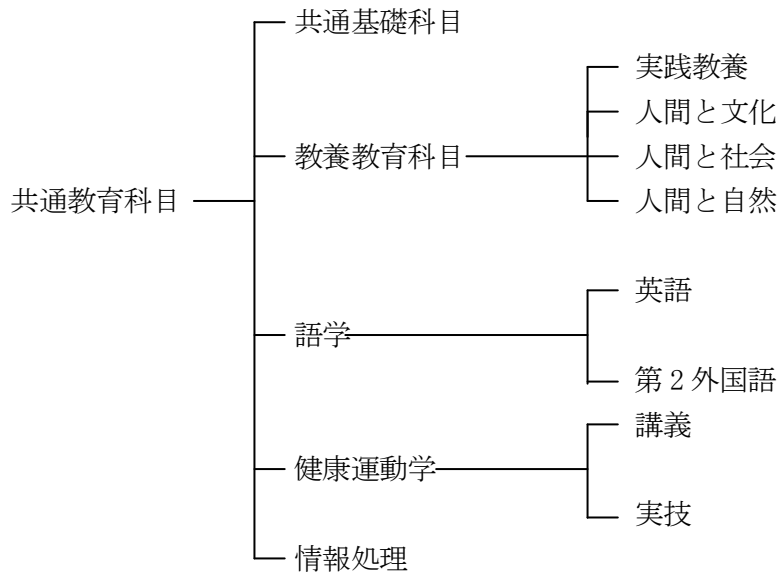 共通基礎科目
実践教養
人間と文化
教養教育科目
人間と社会
共通教育科目
人間と自然
英語
語学
第2外国語
講義
健康運動学
実技
情報処理